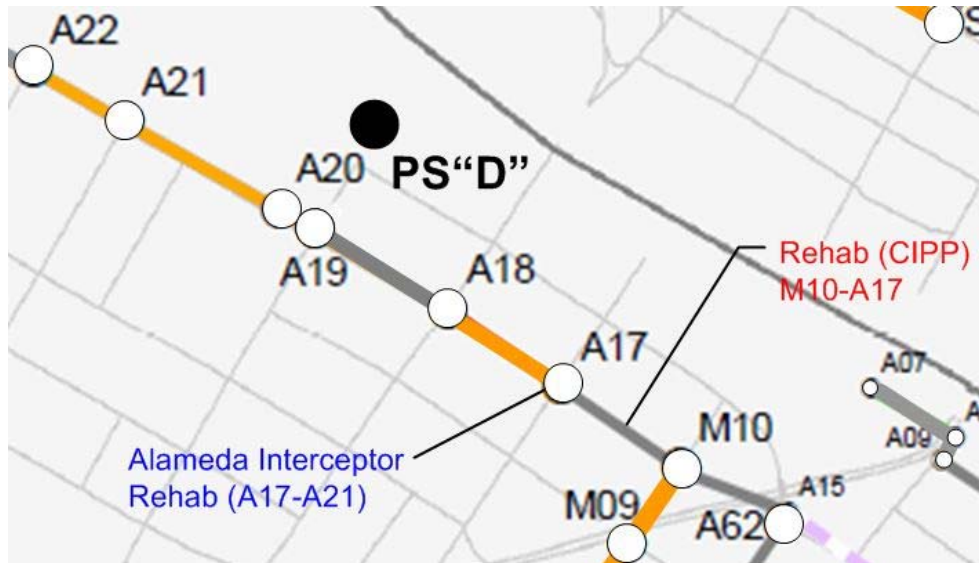 A22
A21
A20
PS“D”
A19
A18
Rehab (CIPP)
M10-A17
A17
A07
A09
M10
Alameda Interceptor
Rehab (A17-A21)
A15
M09
A62